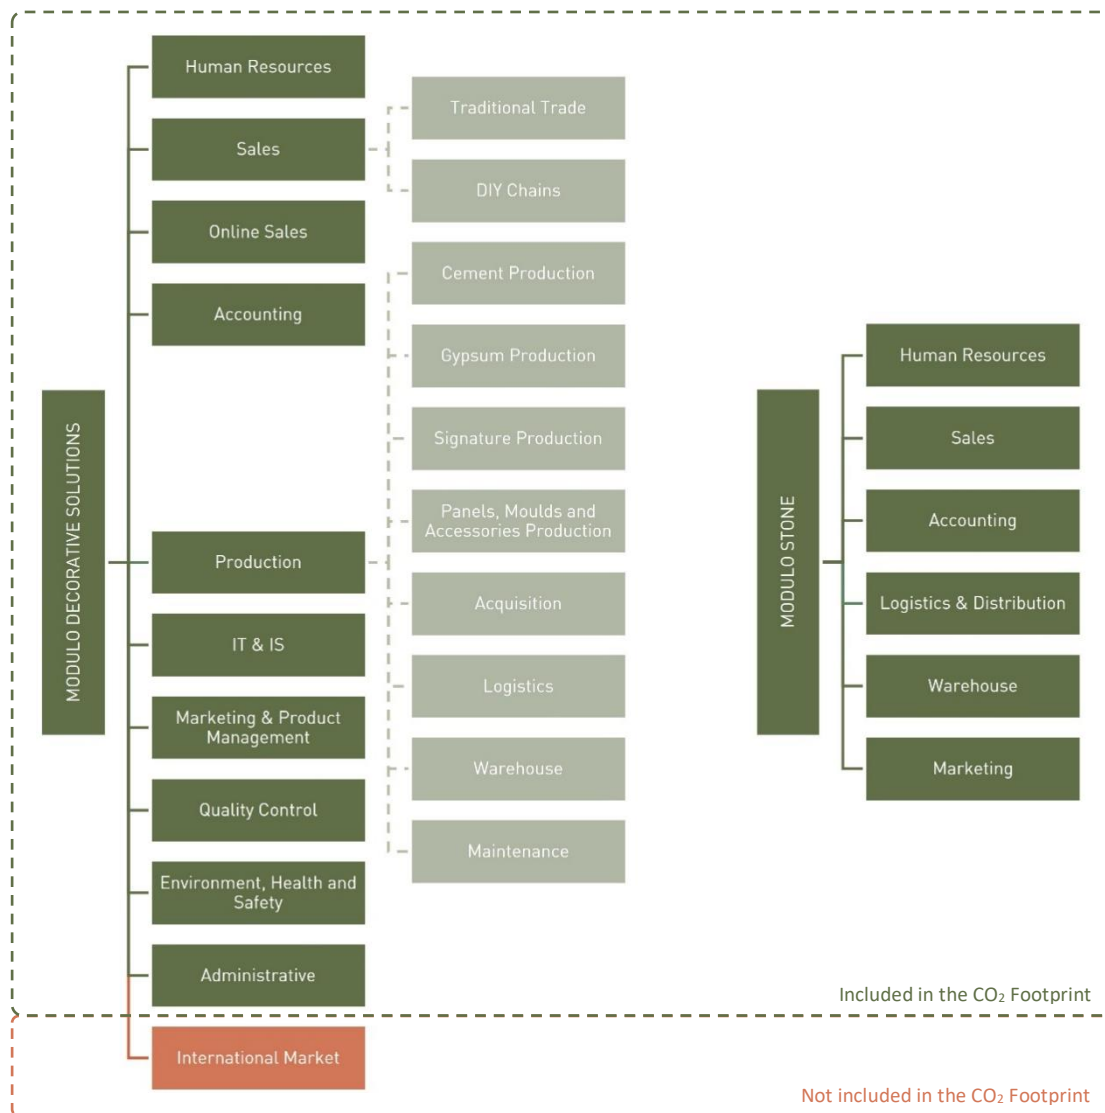 MODULO DECORATIVE SOLUTIONS
Human Resources
Sales
Online Sales
Accounting
Production
IT & IS
Marketing & Product
Management
Quality Control
Environment, Health and
Safety
Administrative
International Market
Traditional Trade
DIY Chains
Cement Production
Gypsum Production
Signature Production
Panels, Moulds and
Accessories Production
Acquisition
Logistics
Warehouse
Maintenance
MODULO STONE
Human Resources
Sales
Accounting
Logistics & Distribution
Warehouse
Marketing
Included in the CO₂ Footprint
Not included in the CO₂ Footprint